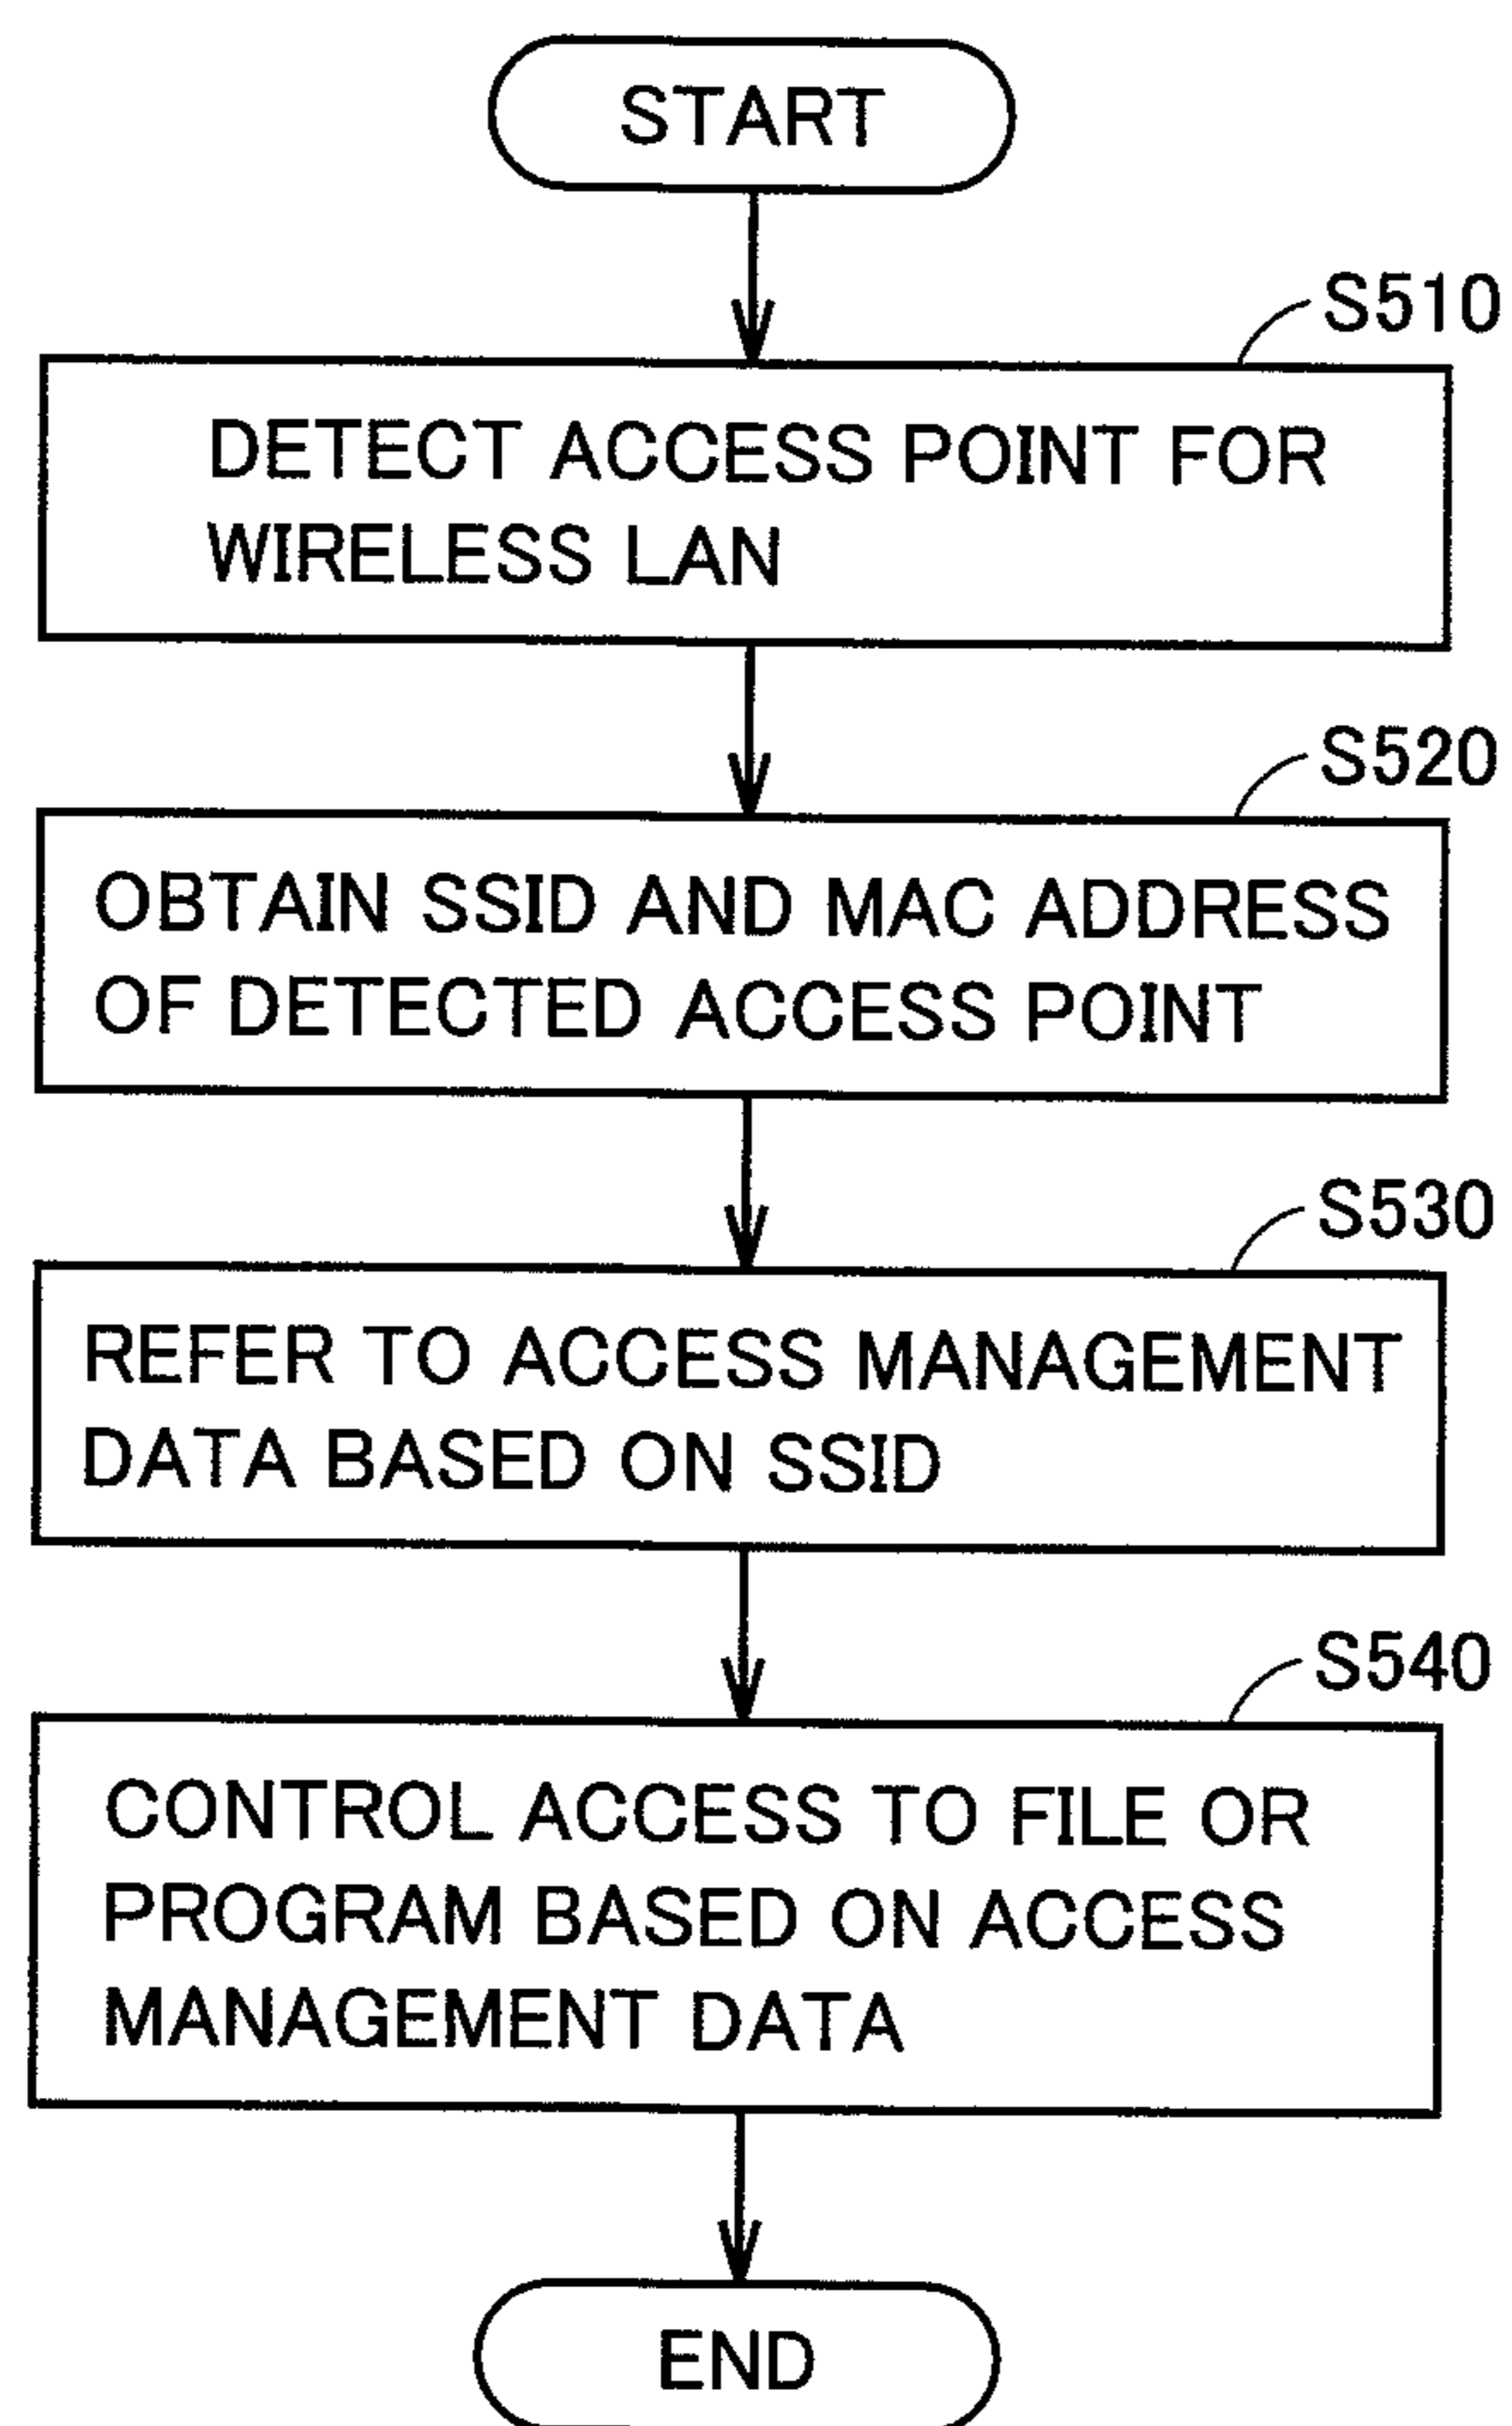 START
S510
DETECT ACCESS POINT FOR
WIRELESS LAN
S520
OBTAIN SSID AND MAC ADDRESS
OF DETECTED ACCESS POINT
S530
REFER TO ACCESS MANAGEMENT
DATA BASED ON SSID
S540
CONTROL ACCESS TO FILE OR
PROGRAM BASED ON ACCESS
MANAGEMENT DATA
END